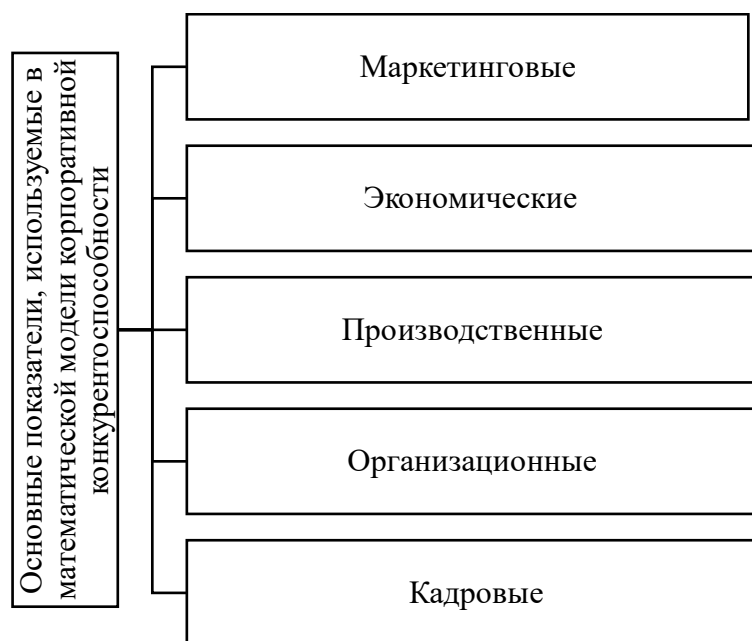 Основные показатели, используемые в
математической модели корпоративной
конкурентоспособности
Маркетинговые
Экономические
Производственные
Организационные
Кадровые